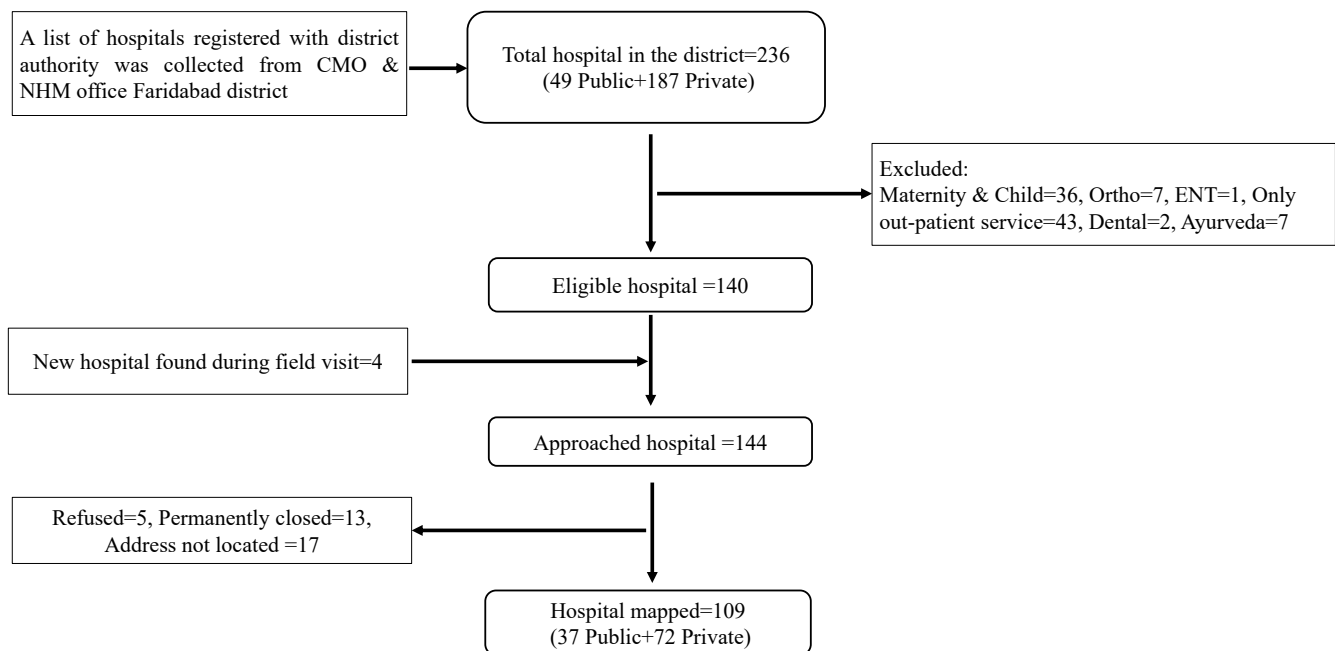 A list of hospitals registered with district
authority was collected from CMO &
NHM office Faridabad district
Total hospital in the district=236
(49 Public+187 Private)
Excluded:
Maternity & Child=36, Ortho=7, ENT=1, Only
out-patient service=43, Dental=2, Ayurveda=7
Eligible hospital =140
New hospital found during field visit=4
Approached hospital =144
Refused=5, Permanently closed=13,
Address not located =17
Hospital mapped=109
(37 Public+72 Private)